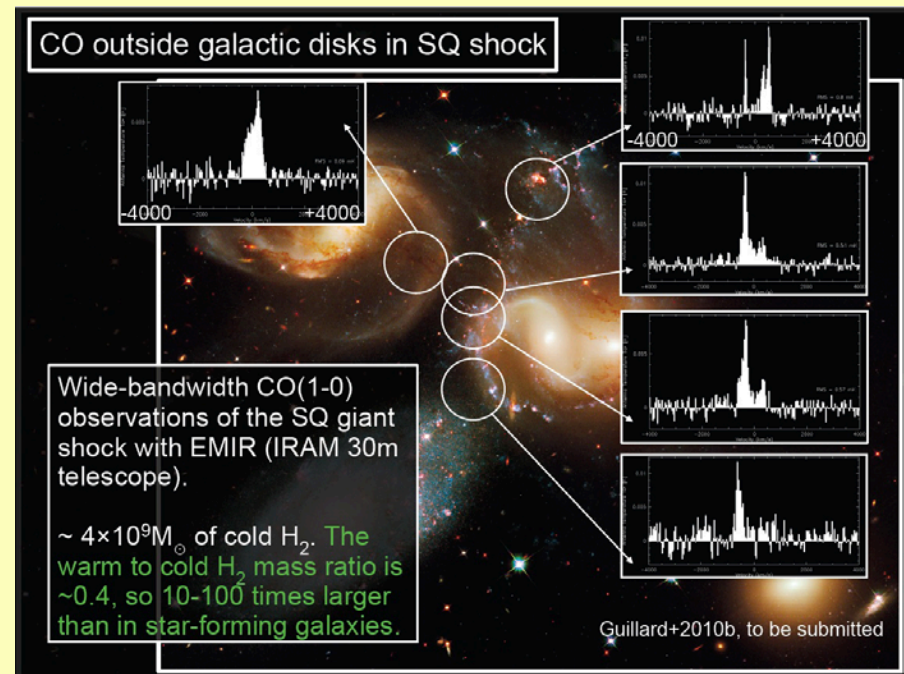 CO outside galactic disks in SQ shock
-4000 +4000
-4000 +4000
Wide-bandwidth CO(1-0)
observations of the SQ giant
shock with EMIR (IRAM 30m
telescope).
~ 4×10⁹M☉ of cold H₂. The
warm to cold H₂ mass ratio is
~0.4, so 10-100 times larger
than in star-forming galaxies.
Guillard+2010b, to be submitted